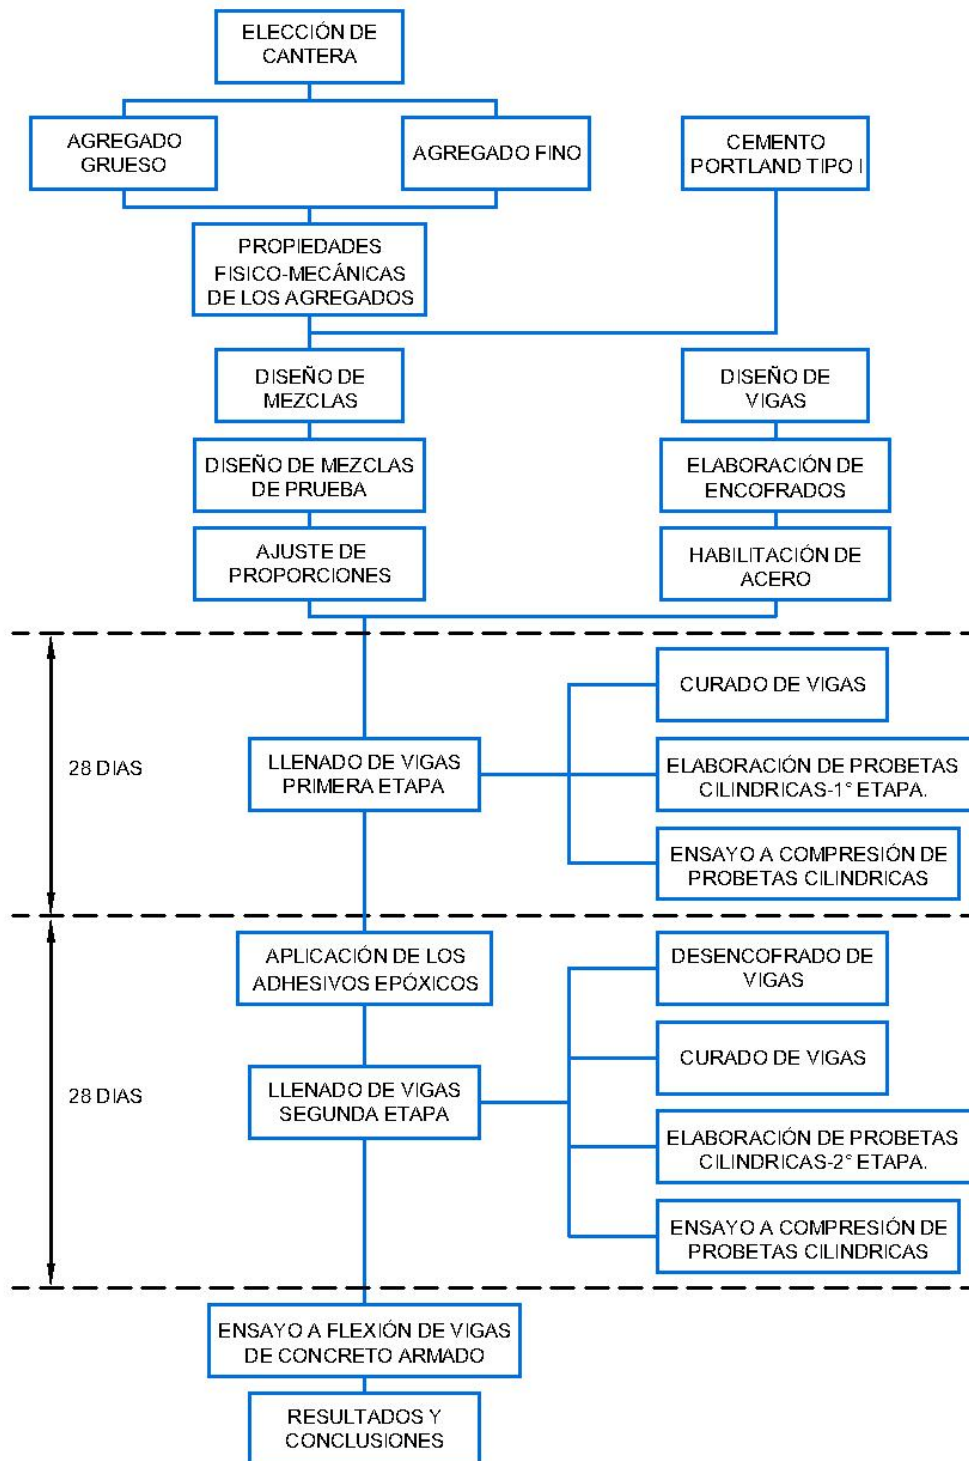 ELECCIÓN DE
CANTERA
AGREGADO
GRUESO
AGREGADO FINO
CEMENTO
PORTLAND TIPO I
PROPIEDADES
FISICO-MECÁNICAS
DE LOS AGREGADOS
DISEÑO DE
MEZCLAS
DISEÑO DE
VIGAS
DISEÑO DE MEZCLAS
DE PRUEBA
ELABORACIÓN DE
ENCOFRADOS
AJUSTE DE
PROPORCIONES
HABILITACIÓN DE
ACERO
28 DIAS
LLENADO DE VIGAS
PRIMERA ETAPA
CURADO DE VIGAS
ELABORACIÓN DE PROBETAS
CILINDRICAS-1° ETAPA.
ENSAYO A COMPRESIÓN DE
PROBETAS CILINDRICAS
28 DIAS
APLICACIÓN DE LOS
ADHESIVOS EPÓXICOS
LLENADO DE VIGAS
SEGUNDA ETAPA
DESENCOFRADO DE
VIGAS
CURADO DE VIGAS
ELABORACIÓN DE PROBETAS
CILINDRICAS-2° ETAPA.
ENSAYO A COMPRESIÓN DE
PROBETAS CILINDRICAS
ENSAYO A FLEXIÓN DE VIGAS
DE CONCRETO ARMADO
RESULTADOS Y
CONCLUSIONES